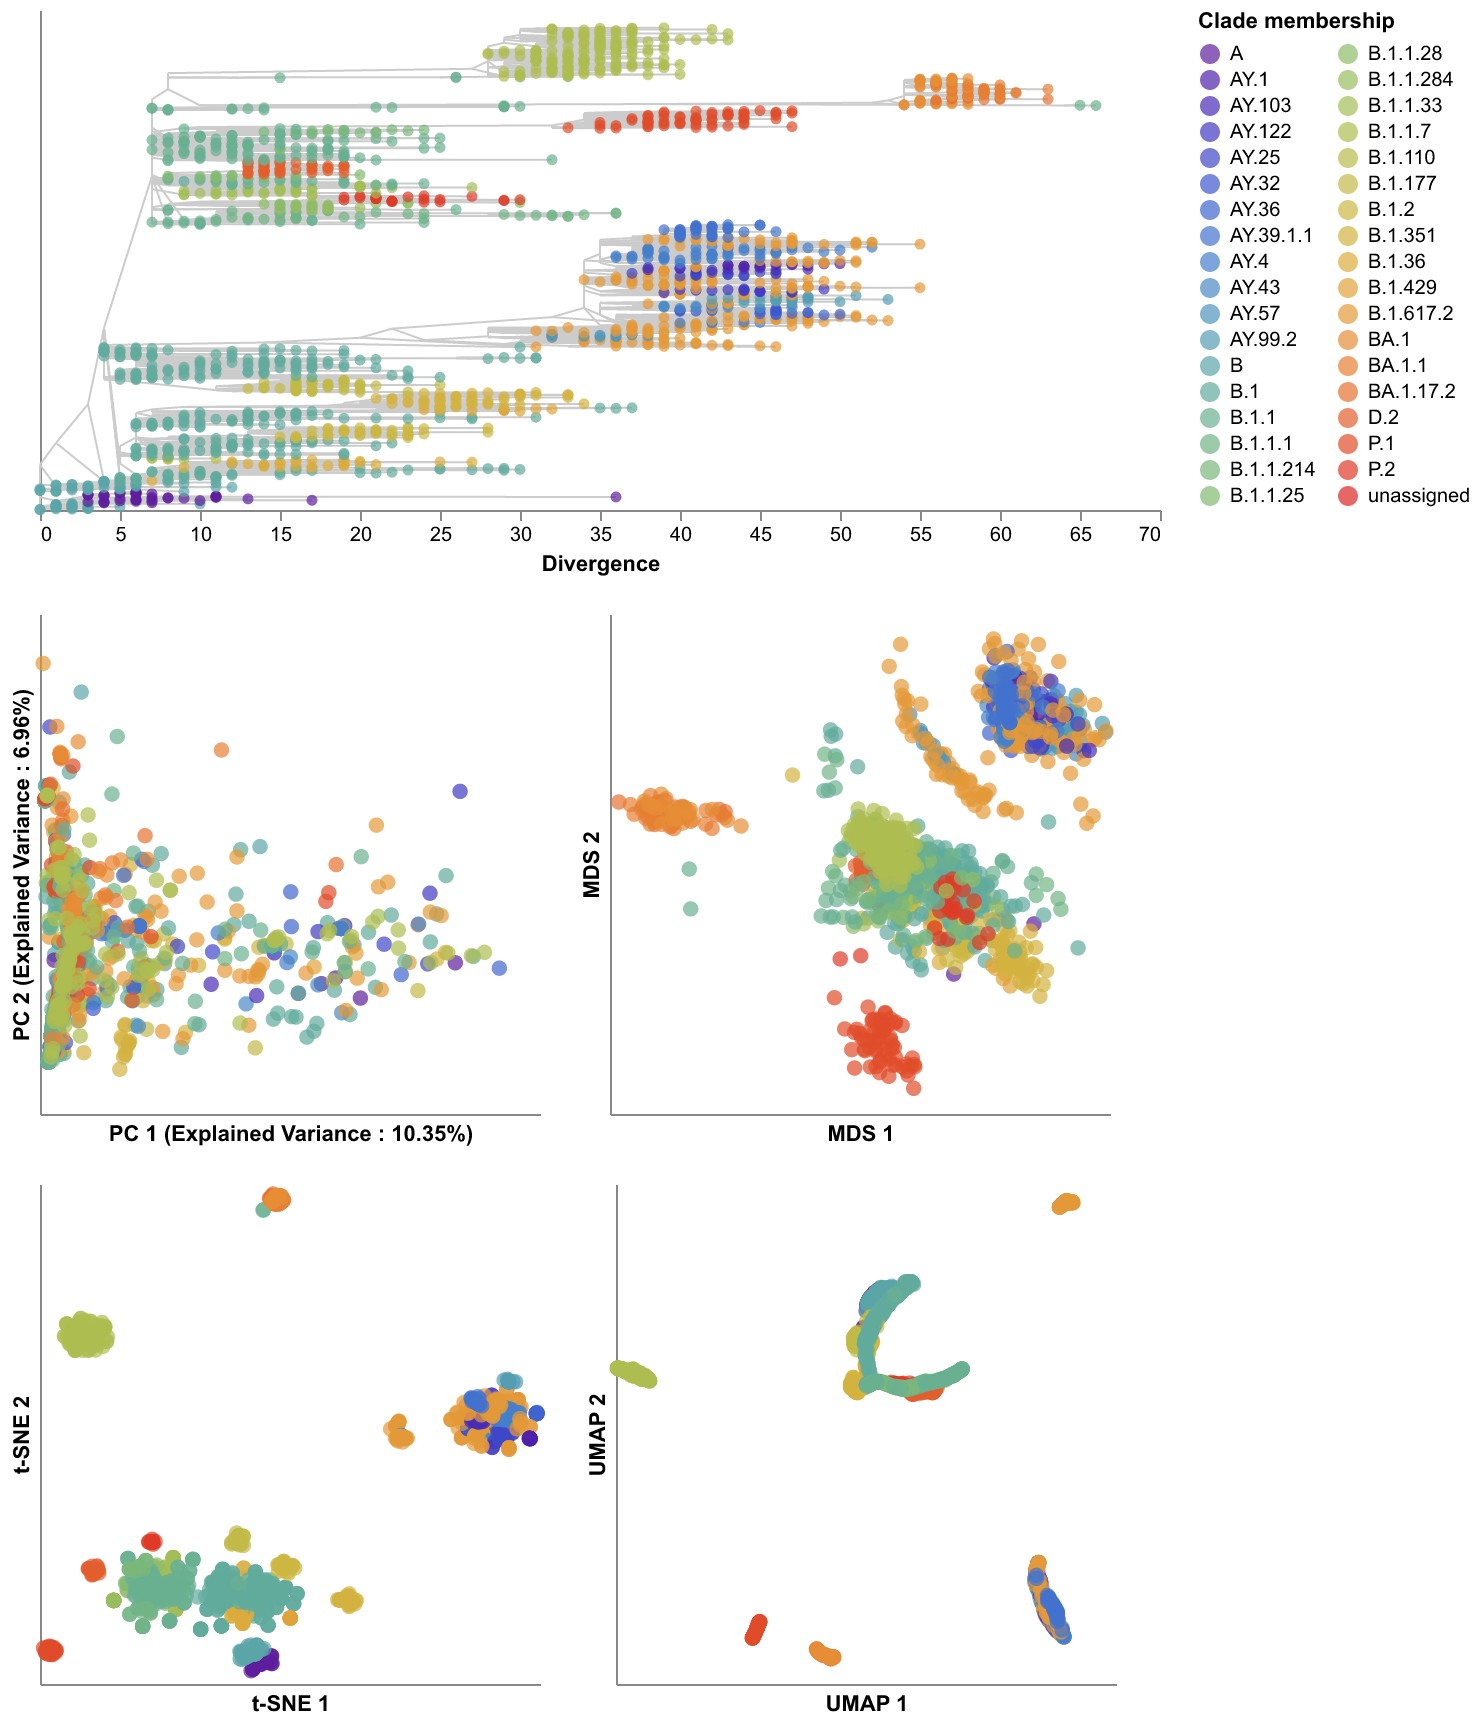 Clade membership
A
AY.1
AY.103
AY.122
AY.25
AY.32
AY.36
AY.39.1.1
AY.4
AY.43
AY.57
AY.99.2
B
B.1
B.1.1
B.1.1.1
B.1.1.214
B.1.1.25
B.1.1.28
B.1.1.284
B.1.1.33
B.1.1.7
B.1.110
B.1.177
B.1.2
B.1.351
B.1.36
B.1.429
B.1.617.2
BA.1
BA.1.1
BA.1.17.2
D.2
P.1
P.2
unassigned
0 5 10 15 20 25 30 35 40 45 50 55 60 65 70
Divergence
PC 2 (Explained Variance : 6.96%)
PC 1 (Explained Variance : 10.35%)
MDS 2
MDS 1
t-SNE 2
t-SNE 1
UMAP 2
UMAP 1